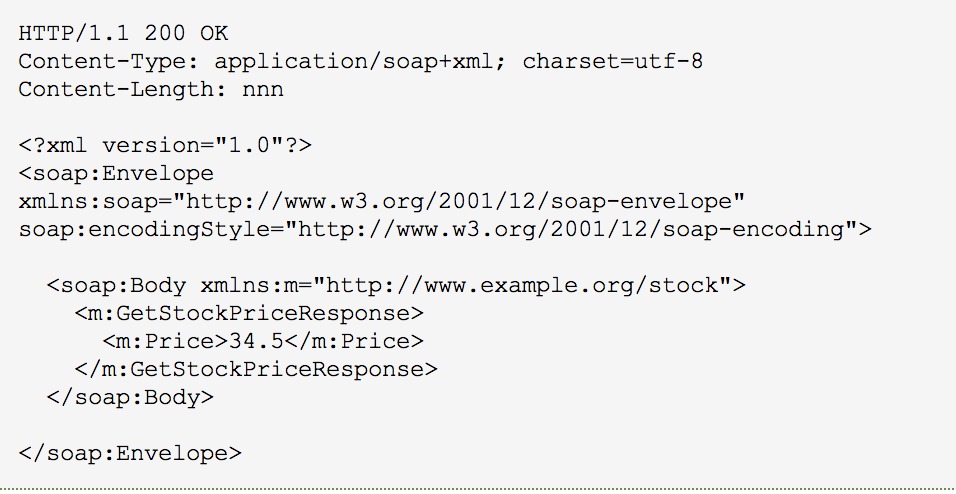 HTTP/1.1 200 OK
Content-Type: application/soap+xml; charset=utf-8
Content-Length: nnn

<?xml version="1.0"?>
<soap:Envelope
xmlns:soap="http://www.w3.org/2001/12/soap-envelope"
soap:encodingStyle="http://www.w3.org/2001/12/soap-encoding">

  <soap:Body xmlns:m="http://www.example.org/stock">
    <m:GetStockPriceResponse>
      <m:Price>34.5</m:Price>
    </m:GetStockPriceResponse>
  </soap:Body>

</soap:Envelope>